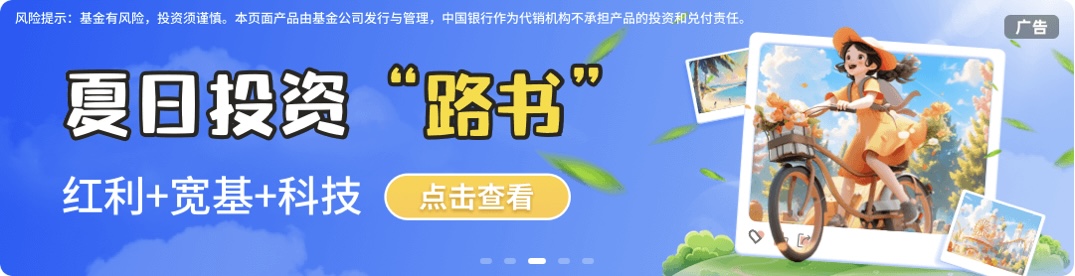 风险提示：基金有风险，投资须谨慎。本页面产品由基金公司发行与管理，中国银行作为代销机构不承担产品的投资和兑付责任。
广告
夏日投资“路书”
红利+宽基+科技
点击查看